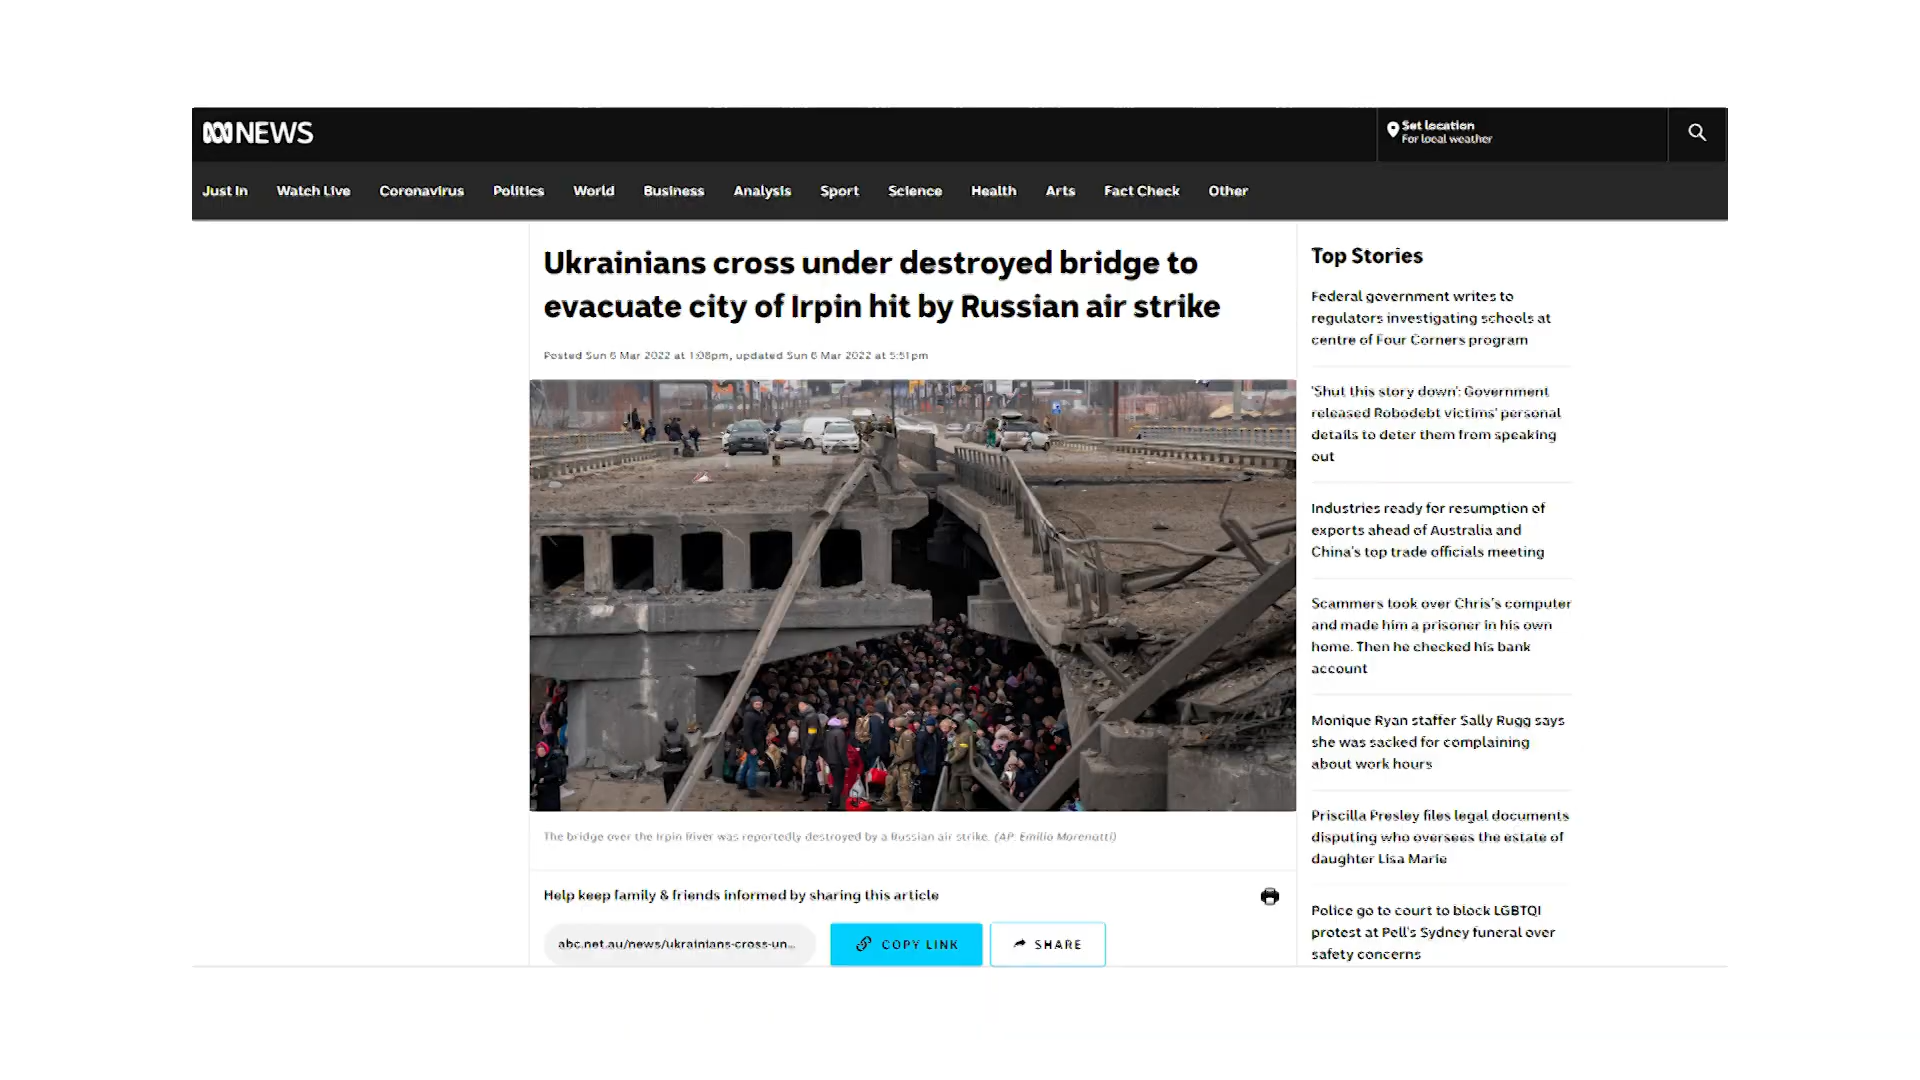 NEWS
Set location
For local weather
Just In Watch Live Coronavirus Politics World Business Analysis Sport Science Health Arts Fact Check Other
Ukrainians cross under destroyed bridge to
evacuate city of Irpin hit by Russian air strike
Posted Sun 6 Mar 2022 at 1:08pm, updated Sun 6 Mar 2022 at 5:51pm
The bridge over the Irpin River was reportedly destroyed by a Russian air strike. (AP: Emilio Morenatti)
Help keep family & friends informed by sharing this article
abc.net.au/news/ukrainians-cross-un...
COPY LINK
SHARE
Top Stories
Federal government writes to
regulators investigating schools at
centre of Four Corners program
'Shut this story down': Government
released Robodebt victims' personal
details to deter them from speaking
out
Industries ready for resumption of
exports ahead of Australia and
China's top trade officials meeting
Scammers took over Chris's computer
and made him a prisoner in his own
home. Then he checked his bank
account
Monique Ryan staffer Sally Rugg says
she was sacked for complaining
about work hours
Priscilla Presley files legal documents
disputing who oversees the estate of
daughter Lisa Marie
Police go to court to block LGBTQI
protest at Pell's Sydney funeral over
safety concerns